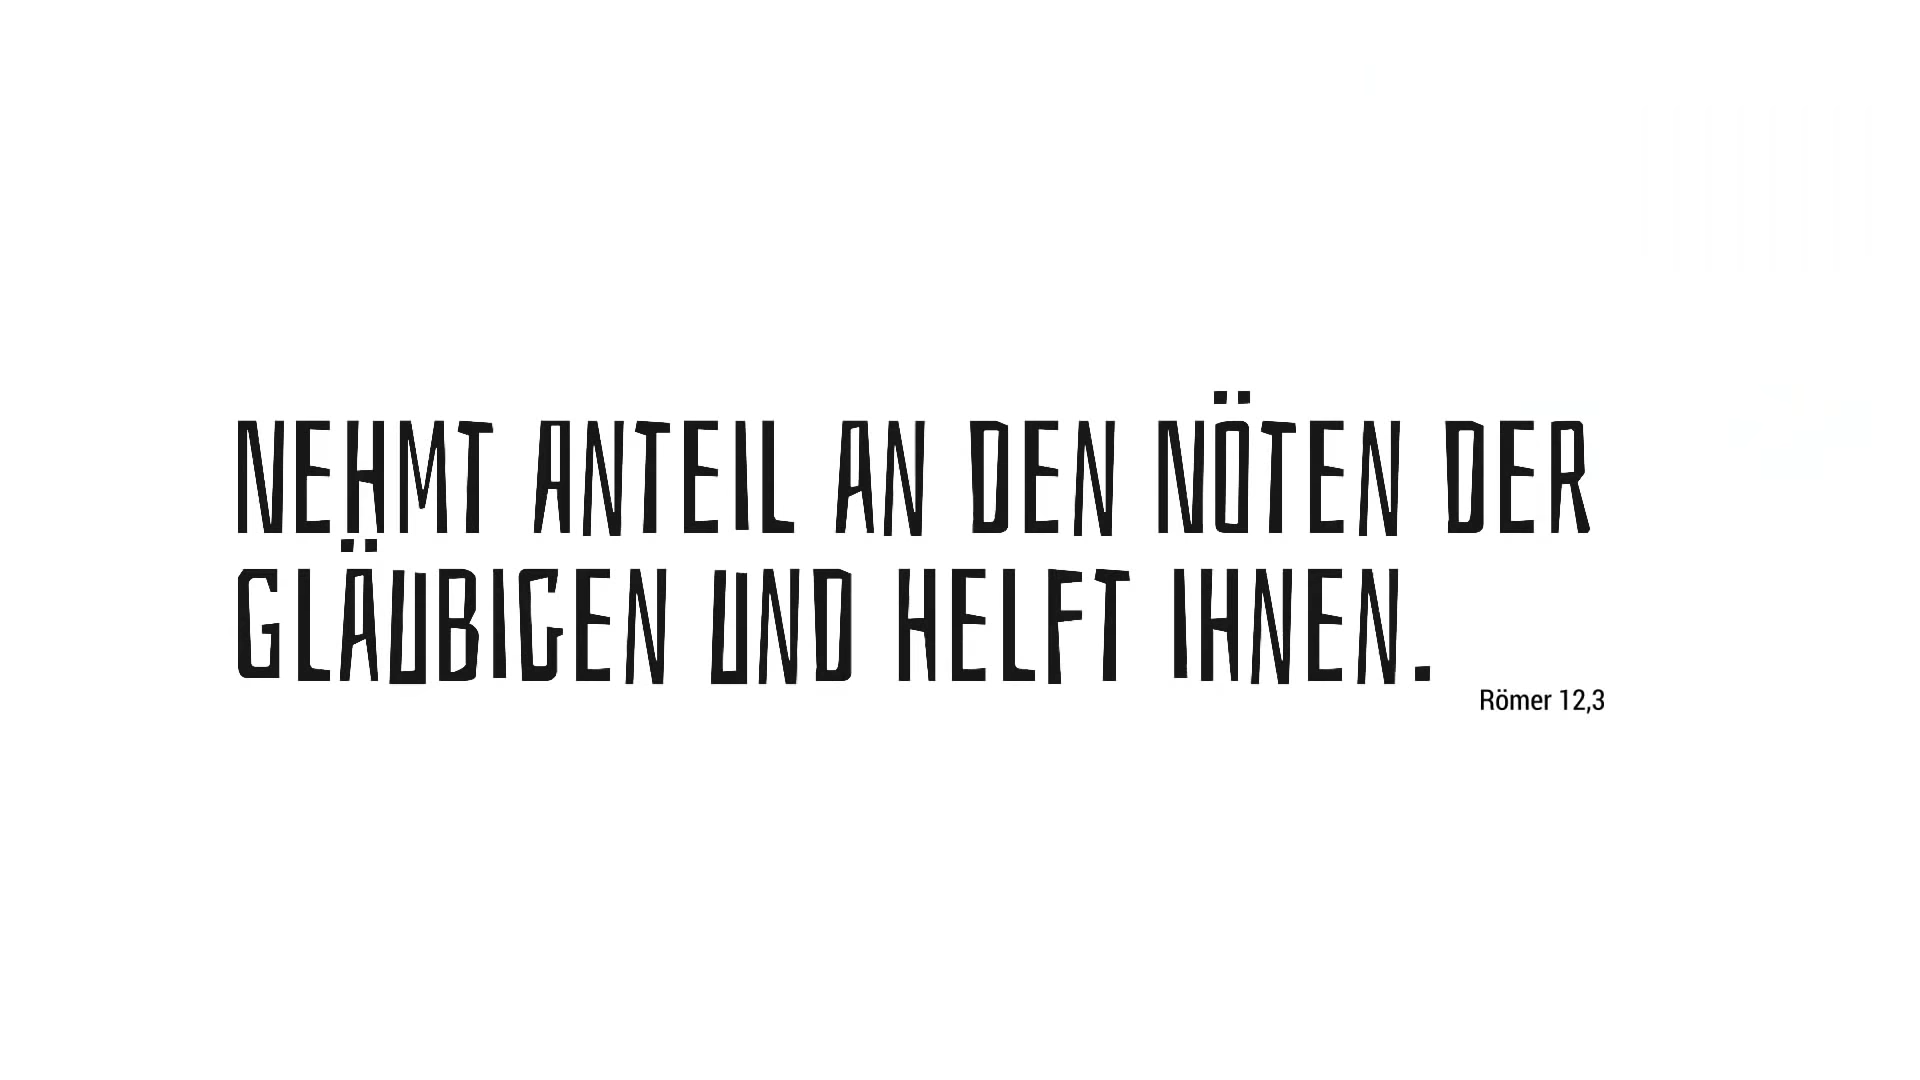 NEHMT ANTEIL AN DEN NÖTEN DER
GLÄUBIGEN UND HELFT IHNEN.
Römer 12,3